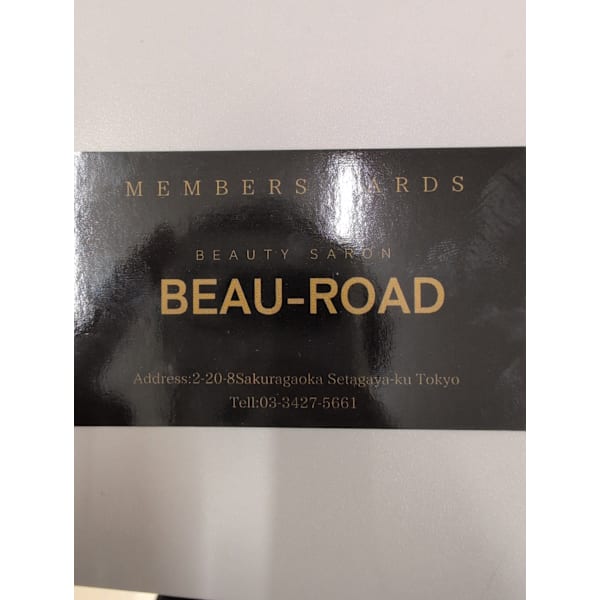 MEMBERS CARDS
BEAUTY SARON
BEAU-ROAD
Address:2-20-8Sakuragaoka Setagaya-ku Tokyo
Tell:03-3427-5661